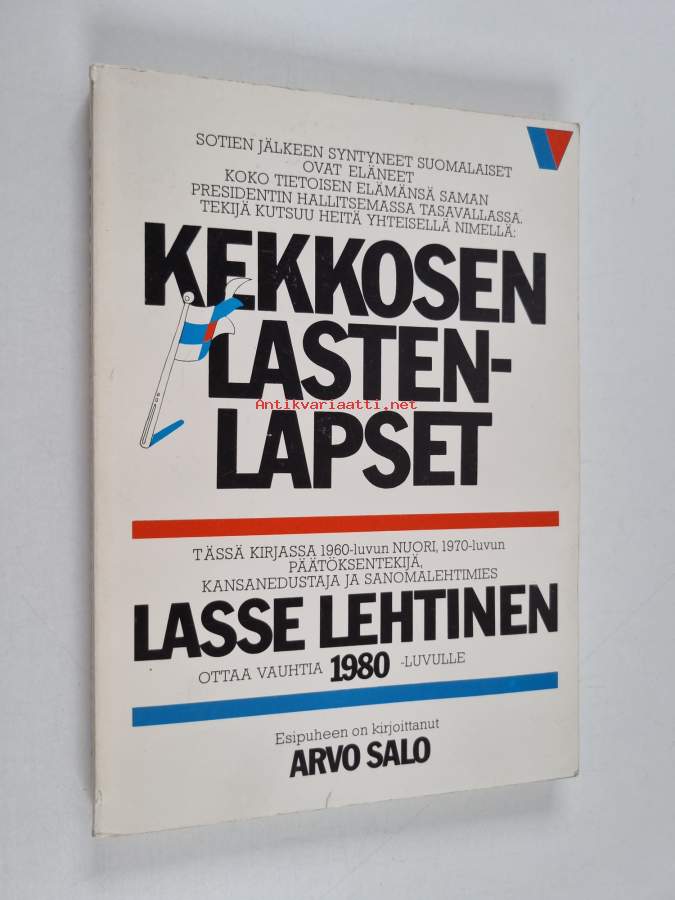 SOTIEN JÄLKEEN SYNTYNEET SUOMALAISET
OVAT ELÄNEET
KOKO TIETOISEN ELÄMÄNSÄ SAMAN
PRESIDENTIN HALLITSEMASSA TASAVALLASSA.
TEKIJÄ KUTSUU HEITÄ YHTEISELLÄ NIMELLÄ:
KEKKOSEN
LASTEN-
Antikvariaatti.net
LAPSET
TÄSSÄ KIRJASSA 1960-luvun NUORI, 1970-luvun
PÄÄTÖKSENTEKIJÄ,
KANSANEDUSTAJA JA SANOMALEHTIMIES
LASSE LEHTINEN
OTTAA VAUHTIA 1980 -LUVULLE
Esipuheen on kirjoittanut
ARVO SALO